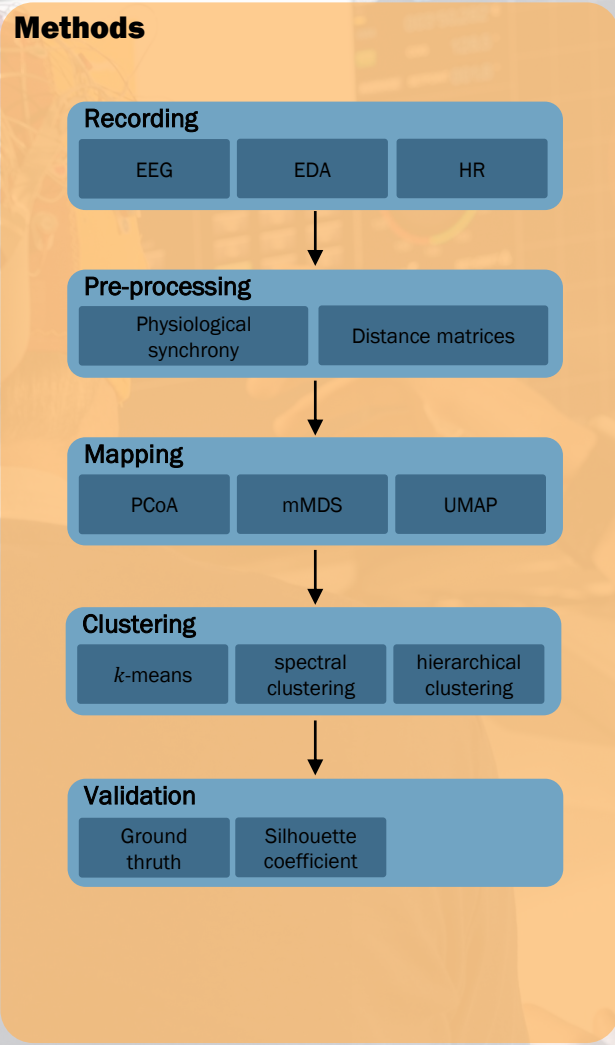 Methods
Recording
EEG
EDA
HR
Pre-processing
Physiological
synchrony
Distance matrices
Mapping
PCoA
mMDS
UMAP
Clustering
k-means
spectral
clustering
hierarchical
clustering
Validation
Ground
thruth
Silhouette
coefficient